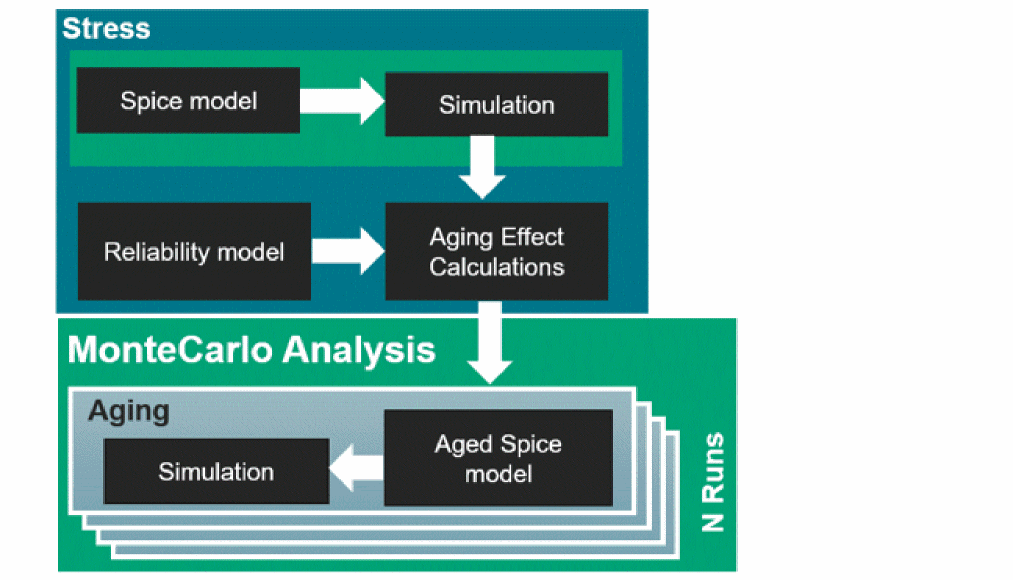 Stress
Spice model
Simulation
Reliability model
Aging Effect
Calculations
MonteCarlo Analysis
Aging
Simulation
Aged Spice
model
N Runs